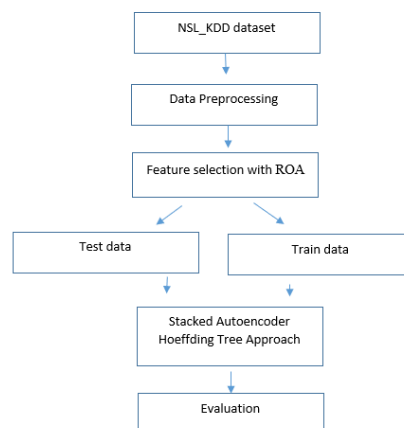 NSL_KDD dataset
Data Preprocessing
Feature selection with ROA
Test data
Train data
Stacked Autoencoder
Hoeffding Tree Approach
Evaluation